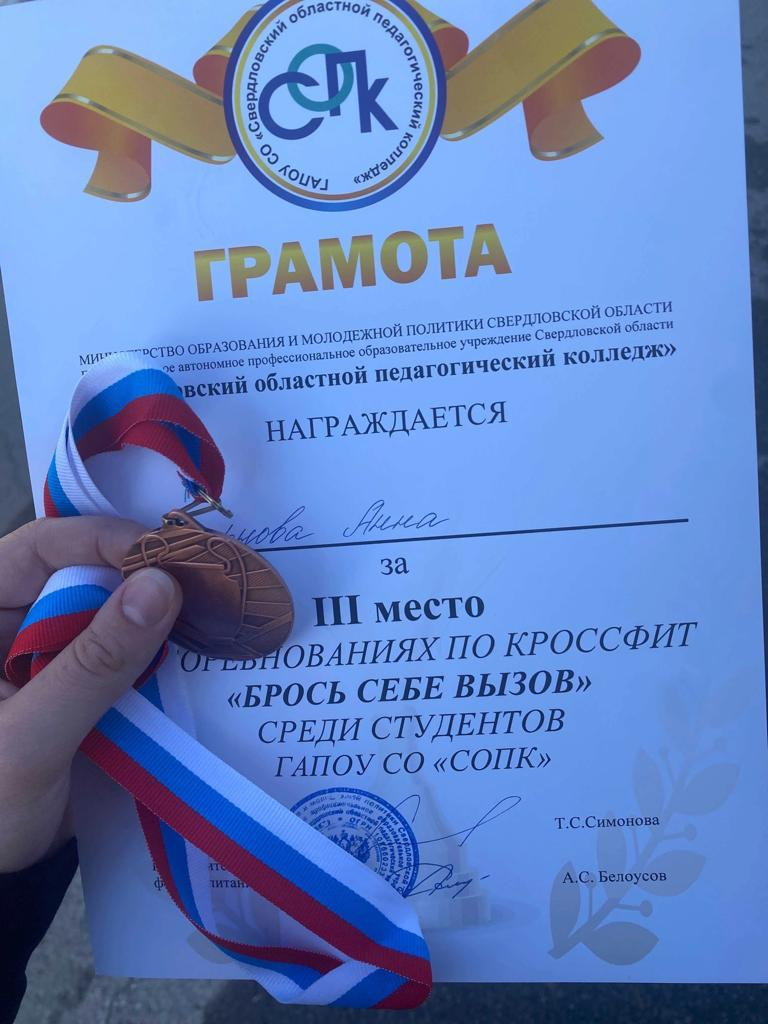 ГАПОУ СО «Свердловский областной педагогический колледж»
СОПК
ГРАМОТА
МИНИСТЕРСТВО ОБРАЗОВАНИЯ И МОЛОДЕЖНОЙ ПОЛИТИКИ СВЕРДЛОВСКОЙ ОБЛАСТИ
автономное профессиональное образовательное учреждение Свердловской области
областной педагогический колледж»
НАГРАЖДАЕТСЯ
Анна
за
III место
СОРЕВНОВАНИЯХ ПО КРОССФИТ
«БРОСЬ СЕБЕ ВЫЗОВ»
СРЕДИ СТУДЕНТОВ
ГАПОУ СО «СОПК»
Т.С.Симонова
А.С. Белоусов